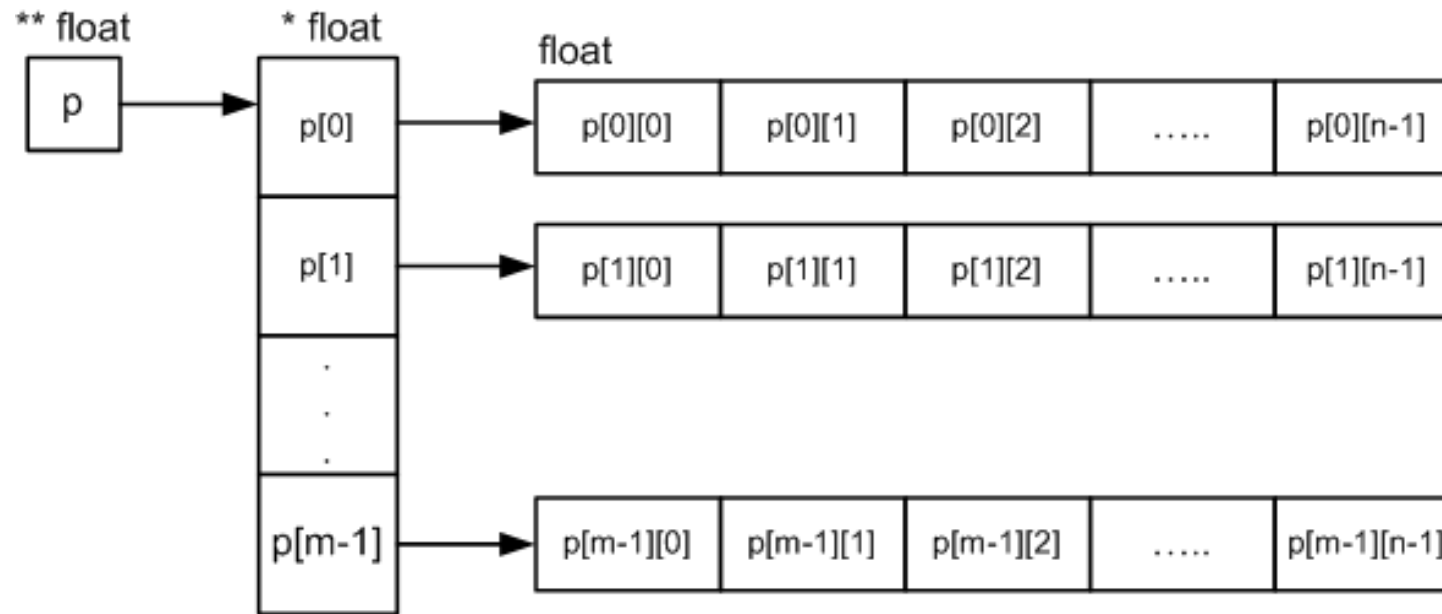 ** float
* float
float
p
p[0]
p[0][0] p[0][1] p[0][2] ..... p[0][n-1]
p[1]
p[1][0] p[1][1] p[1][2] ..... p[1][n-1]
.
.
.
p[m-1]
p[m-1][0] p[m-1][1] p[m-1][2] ..... p[m-1][n-1]